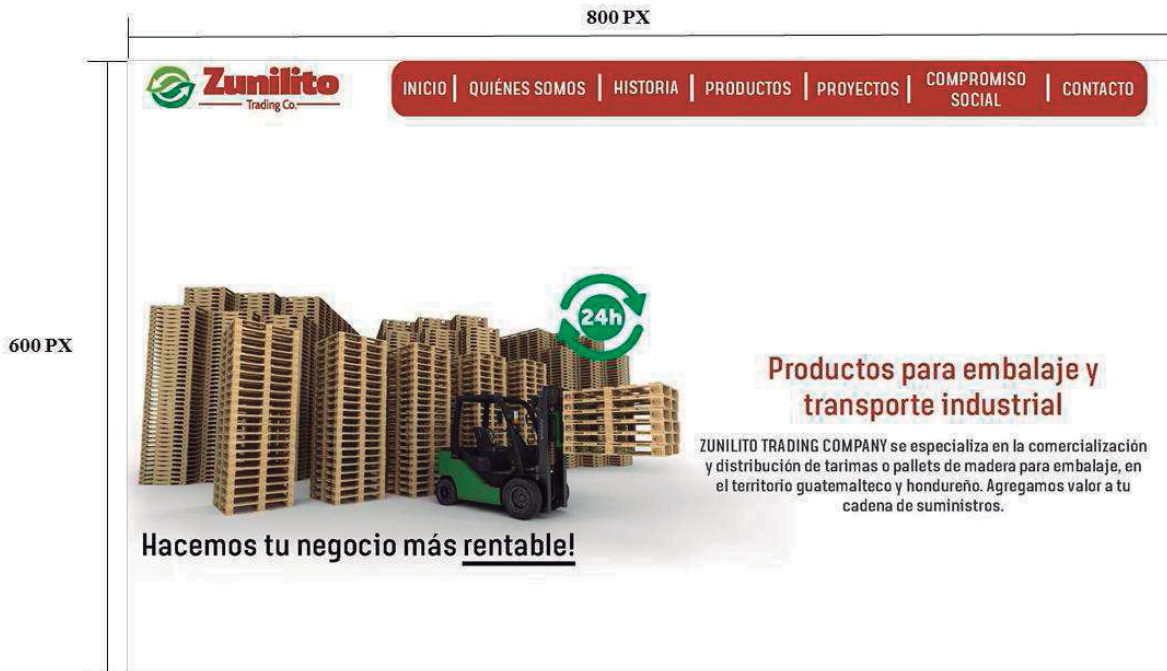 800 PX
Zunilito
Trading Co.
INICIO | QUIÉNES SOMOS | HISTORIA | PRODUCTOS | PROYECTOS | COMPROMISO SOCIAL | CONTACTO
24h
600 PX
Productos para embalaje y
transporte industrial
ZUNILITO TRADING COMPANY se especializa en la comercialización
y distribución de tarimas o pallets de madera para embalaje, en
el territorio guatemalteco y hondureño. Agregamos valor a tu
cadena de suministros.
Hacemos tu negocio más rentable!